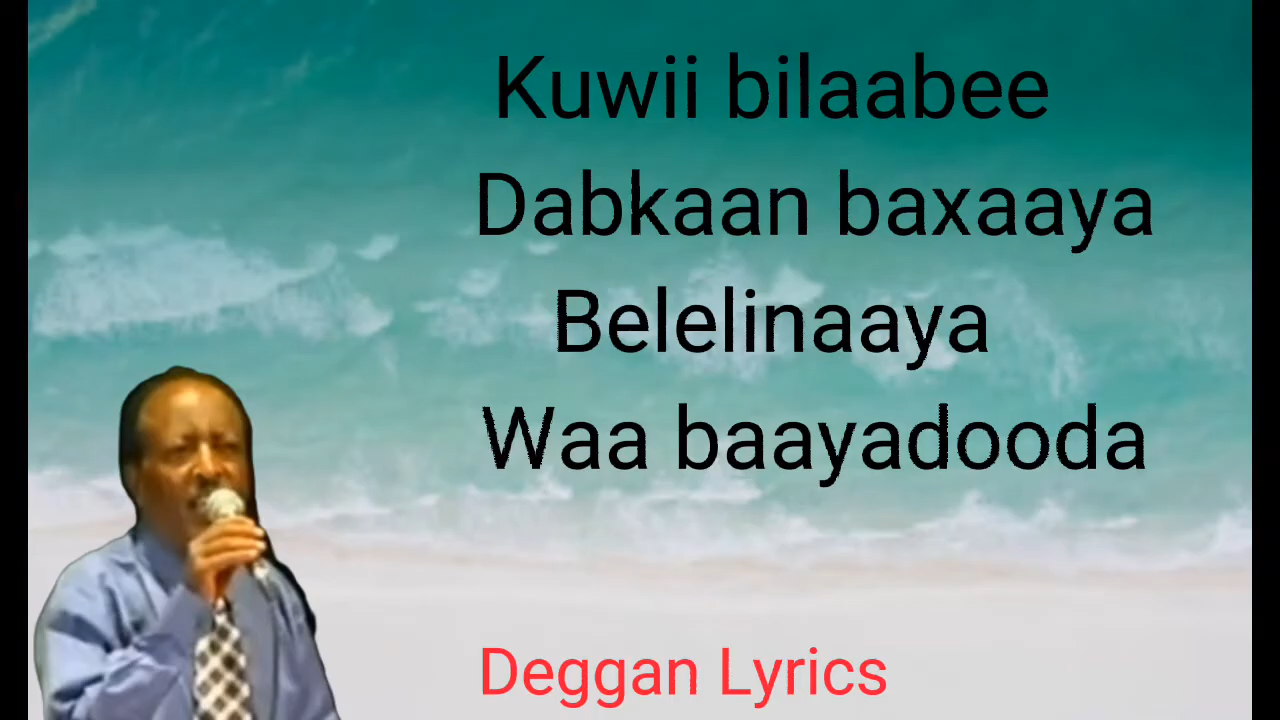 Kuwii bilaabee
Dabkaan baxaaya
Belelinaaya
Waa baayadooda
Deggan Lyrics